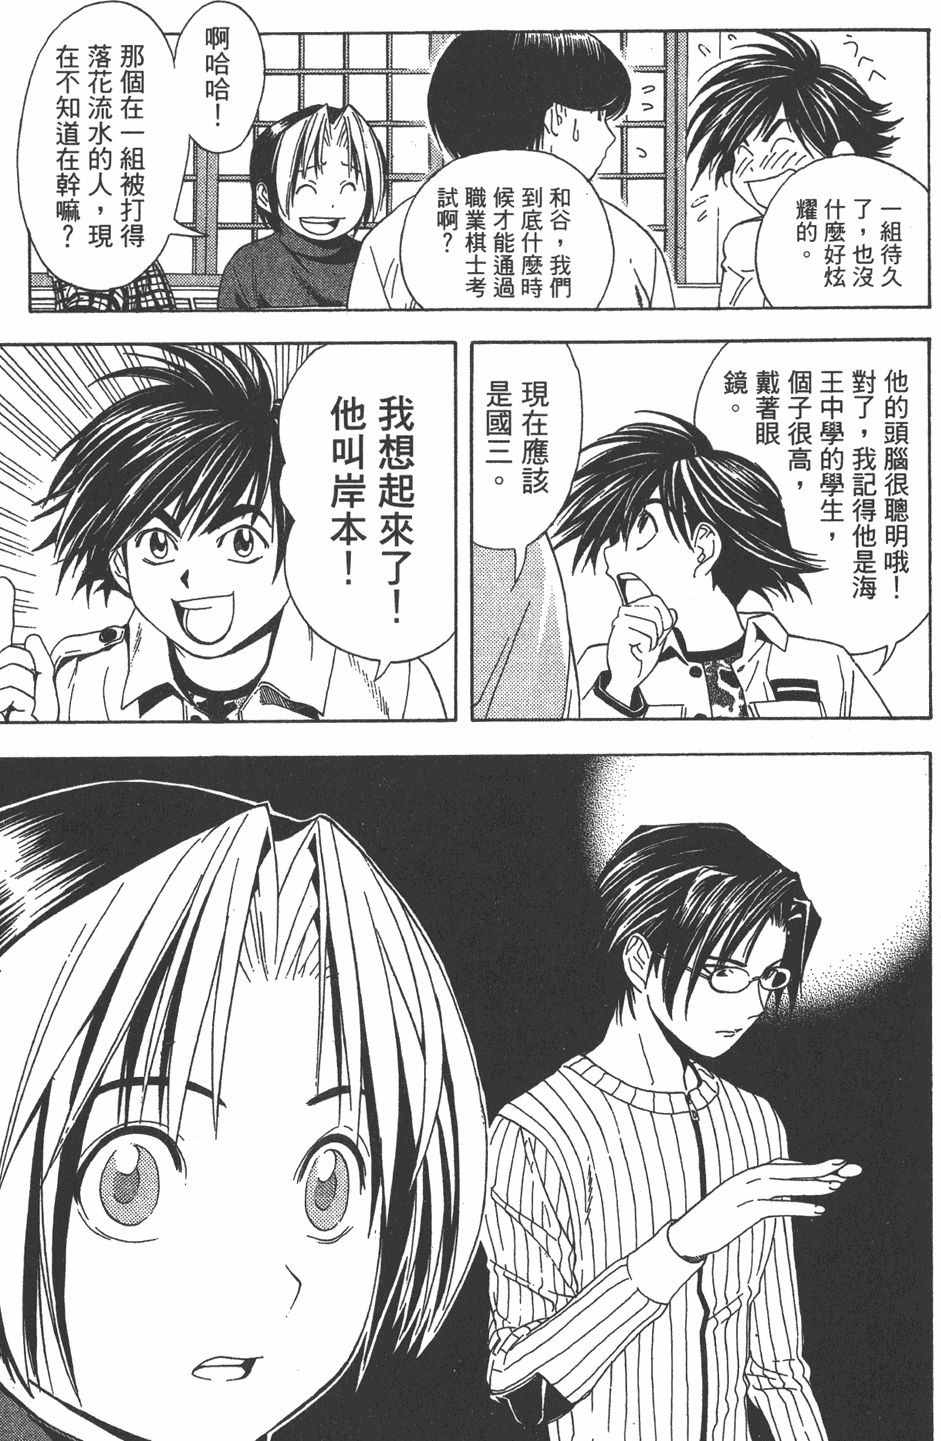 一組待久
了，也沒
什麼好炫
耀的。
和谷，我們
到底什麼時
候才能通過
職業棋士考
試啊？
啊哈哈！
那個在一組被打得
落花流水的人，現
在不知道在幹嘛？
他的頭腦很聰明哦！
對了，我記得他是海
王中學的學生，
個子很高，
戴著眼
鏡。
現在應該
是國三。
我想起來了！
他叫岸本！